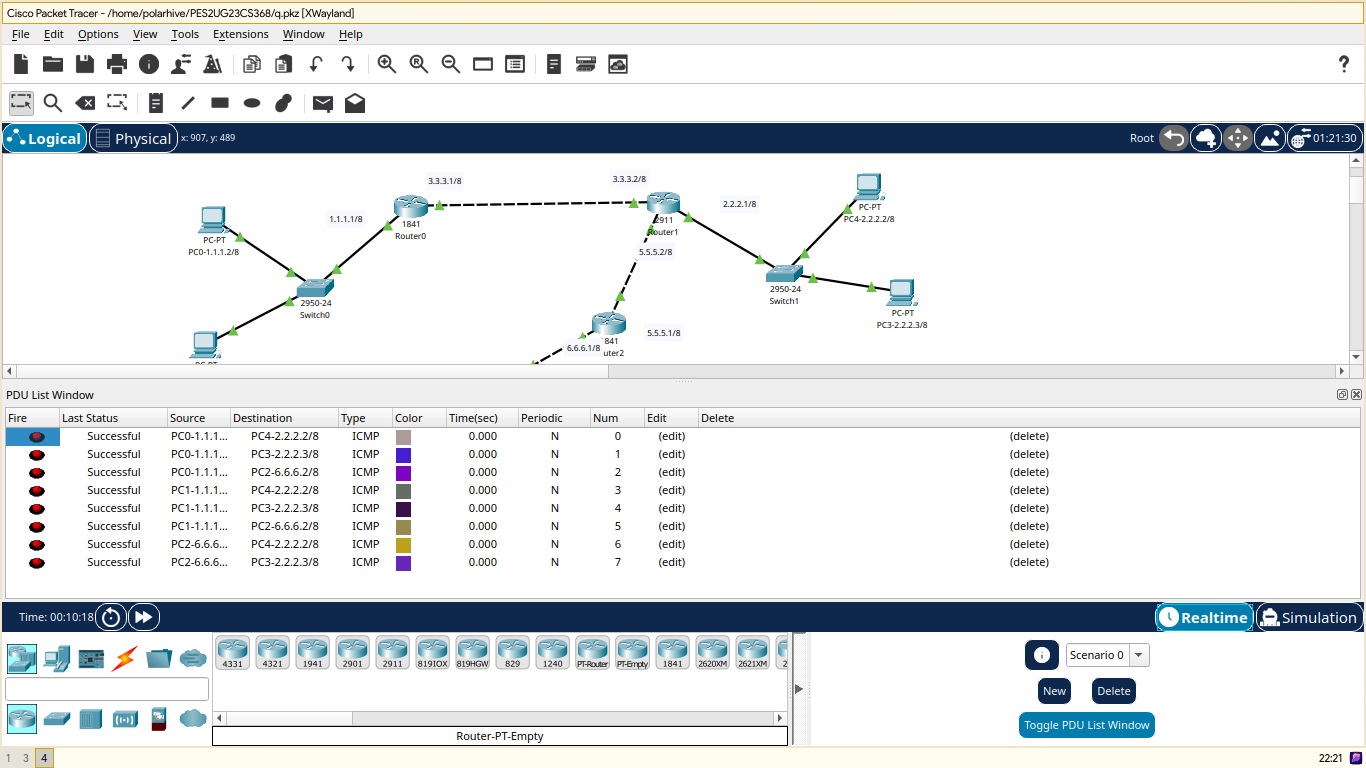 Cisco Packet Tracer - /home/polarhive/PES2UG23CS368/q.pkz [XWayland]
File Edit Options View Tools Extensions Window Help
?
Logical Physical x: 907, y: 489 Root 01:21:30
3.3.3.1/8 3.3.3.2/8
PC-PT
PC4-2.2.2.2/8
1.1.1.1/8 2.2.2.1/8
1841
Router0
2911
Router1
PC-PT
PC0-1.1.1.2/8
5.5.5.2/8
2950-24
Switch0
2950-24
Switch1
PC-PT
PC3-2.2.2.3/8
5.5.5.1/8
841
uter2
6.6.6.1/8
PDU List Window
Fire Last Status Source Destination Type Color Time(sec) Periodic Num Edit Delete
Successful PC0-1.1.1... PC4-2.2.2.2/8 ICMP 0.000 N 0 (edit) (delete)
Successful PC0-1.1.1... PC3-2.2.2.3/8 ICMP 0.000 N 1 (edit) (delete)
Successful PC0-1.1.1... PC2-6.6.6.2/8 ICMP 0.000 N 2 (edit) (delete)
Successful PC1-1.1.1... PC4-2.2.2.2/8 ICMP 0.000 N 3 (edit) (delete)
Successful PC1-1.1.1... PC3-2.2.2.3/8 ICMP 0.000 N 4 (edit) (delete)
Successful PC1-1.1.1... PC2-6.6.6.2/8 ICMP 0.000 N 5 (edit) (delete)
Successful PC2-6.6.6... PC4-2.2.2.2/8 ICMP 0.000 N 6 (edit) (delete)
Successful PC2-6.6.6... PC3-2.2.2.3/8 ICMP 0.000 N 7 (edit) (delete)
Time: 00:10:18 Realtime Simulation
4331 4321 1941 2901 2911 819IOX 819HGW 829 1240 PT-Router PT-Empty 1841 2620XM 2621XM 2
Scenario 0
New Delete
Toggle PDU List Window
Router-PT-Empty
1 3 4 22:21